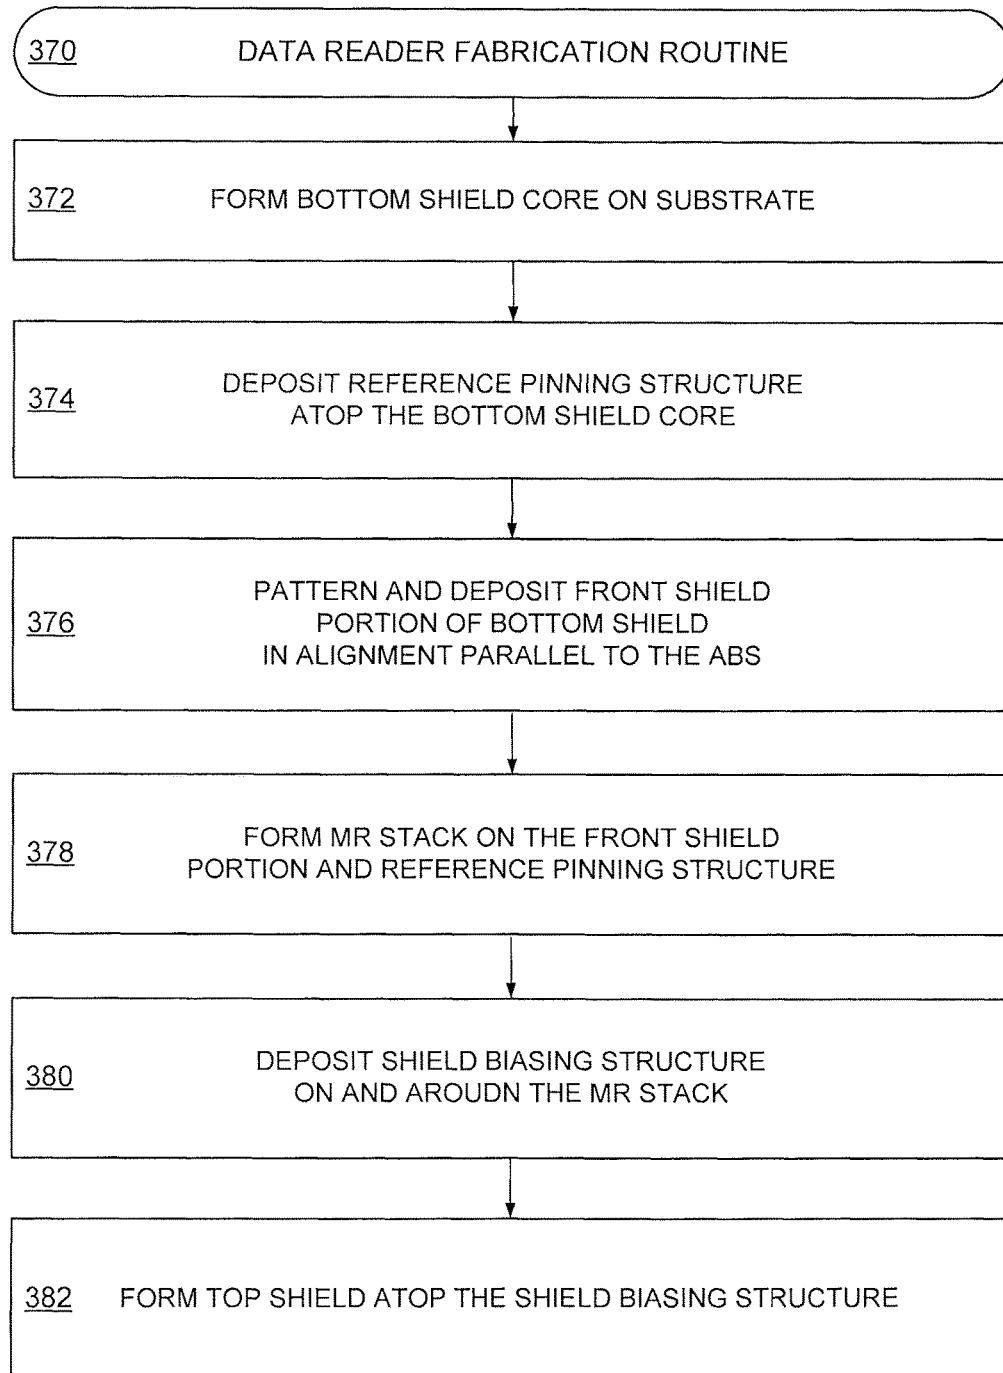 370 DATA READER FABRICATION ROUTINE
372 FORM BOTTOM SHIELD CORE ON SUBSTRATE
DEPOSIT REFERENCE PINNING STRUCTURE
374 ATOP THE BOTTOM SHIELD CORE
PATTERN AND DEPOSIT FRONT SHIELD
376 PORTION OF BOTTOM SHIELD
IN ALIGNMENT PARALLEL TO THE ABS
FORM MR STACK ON THE FRONT SHIELD
378 PORTION AND REFERENCE PINNING STRUCTURE
DEPOSIT SHIELD BIASING STRUCTURE
380 ON AND AROUDN THE MR STACK
382 FORM TOP SHIELD ATOP THE SHIELD BIASING STRUCTURE